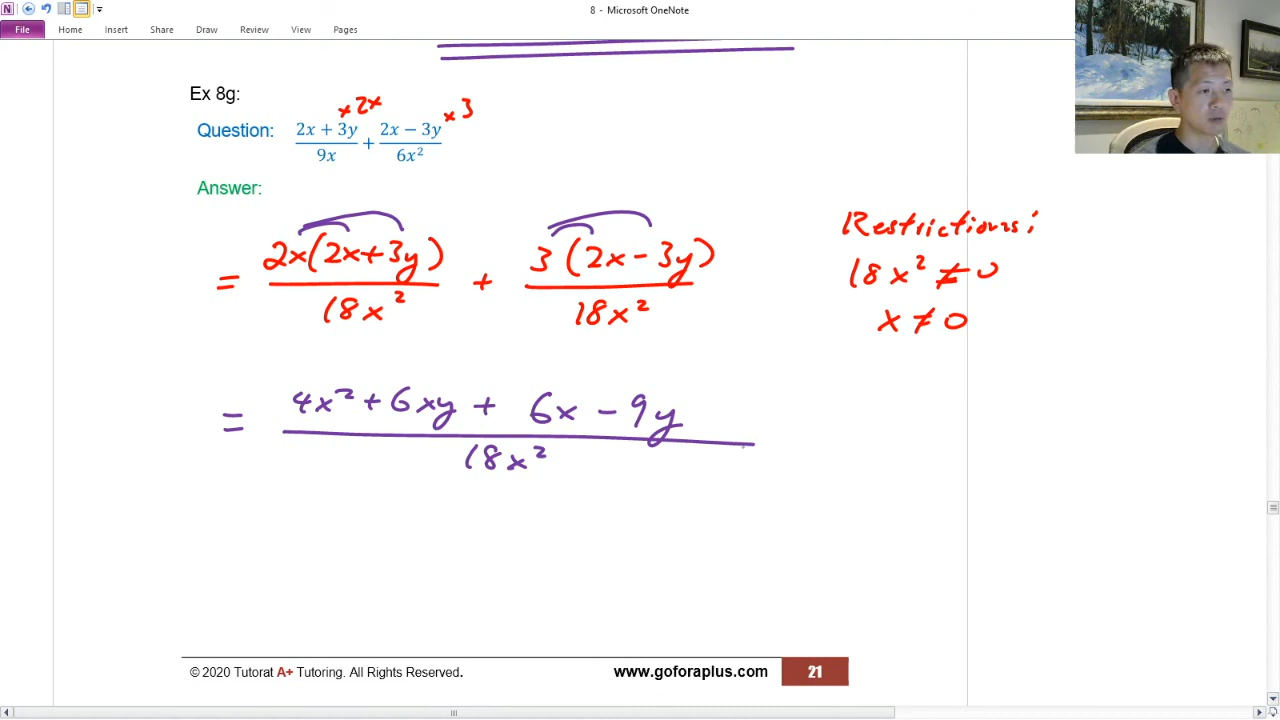 8 - Microsoft OneNote
File Home Insert Share Draw Review View Pages
Ex 8g:
×2x ×3
Question: (2x + 3y)/(9x) + (2x − 3y)/(6x²)
Answer:
= 2x(2x+3y)/(18x²) + 3(2x−3y)/(18x²)
Restrictions:
18x² ≠ 0
x ≠ 0
= (4x² + 6xy + 6x − 9y)/(18x²)
© 2020 Tutorat A+ Tutoring. All Rights Reserved. www.goforaplus.com 21